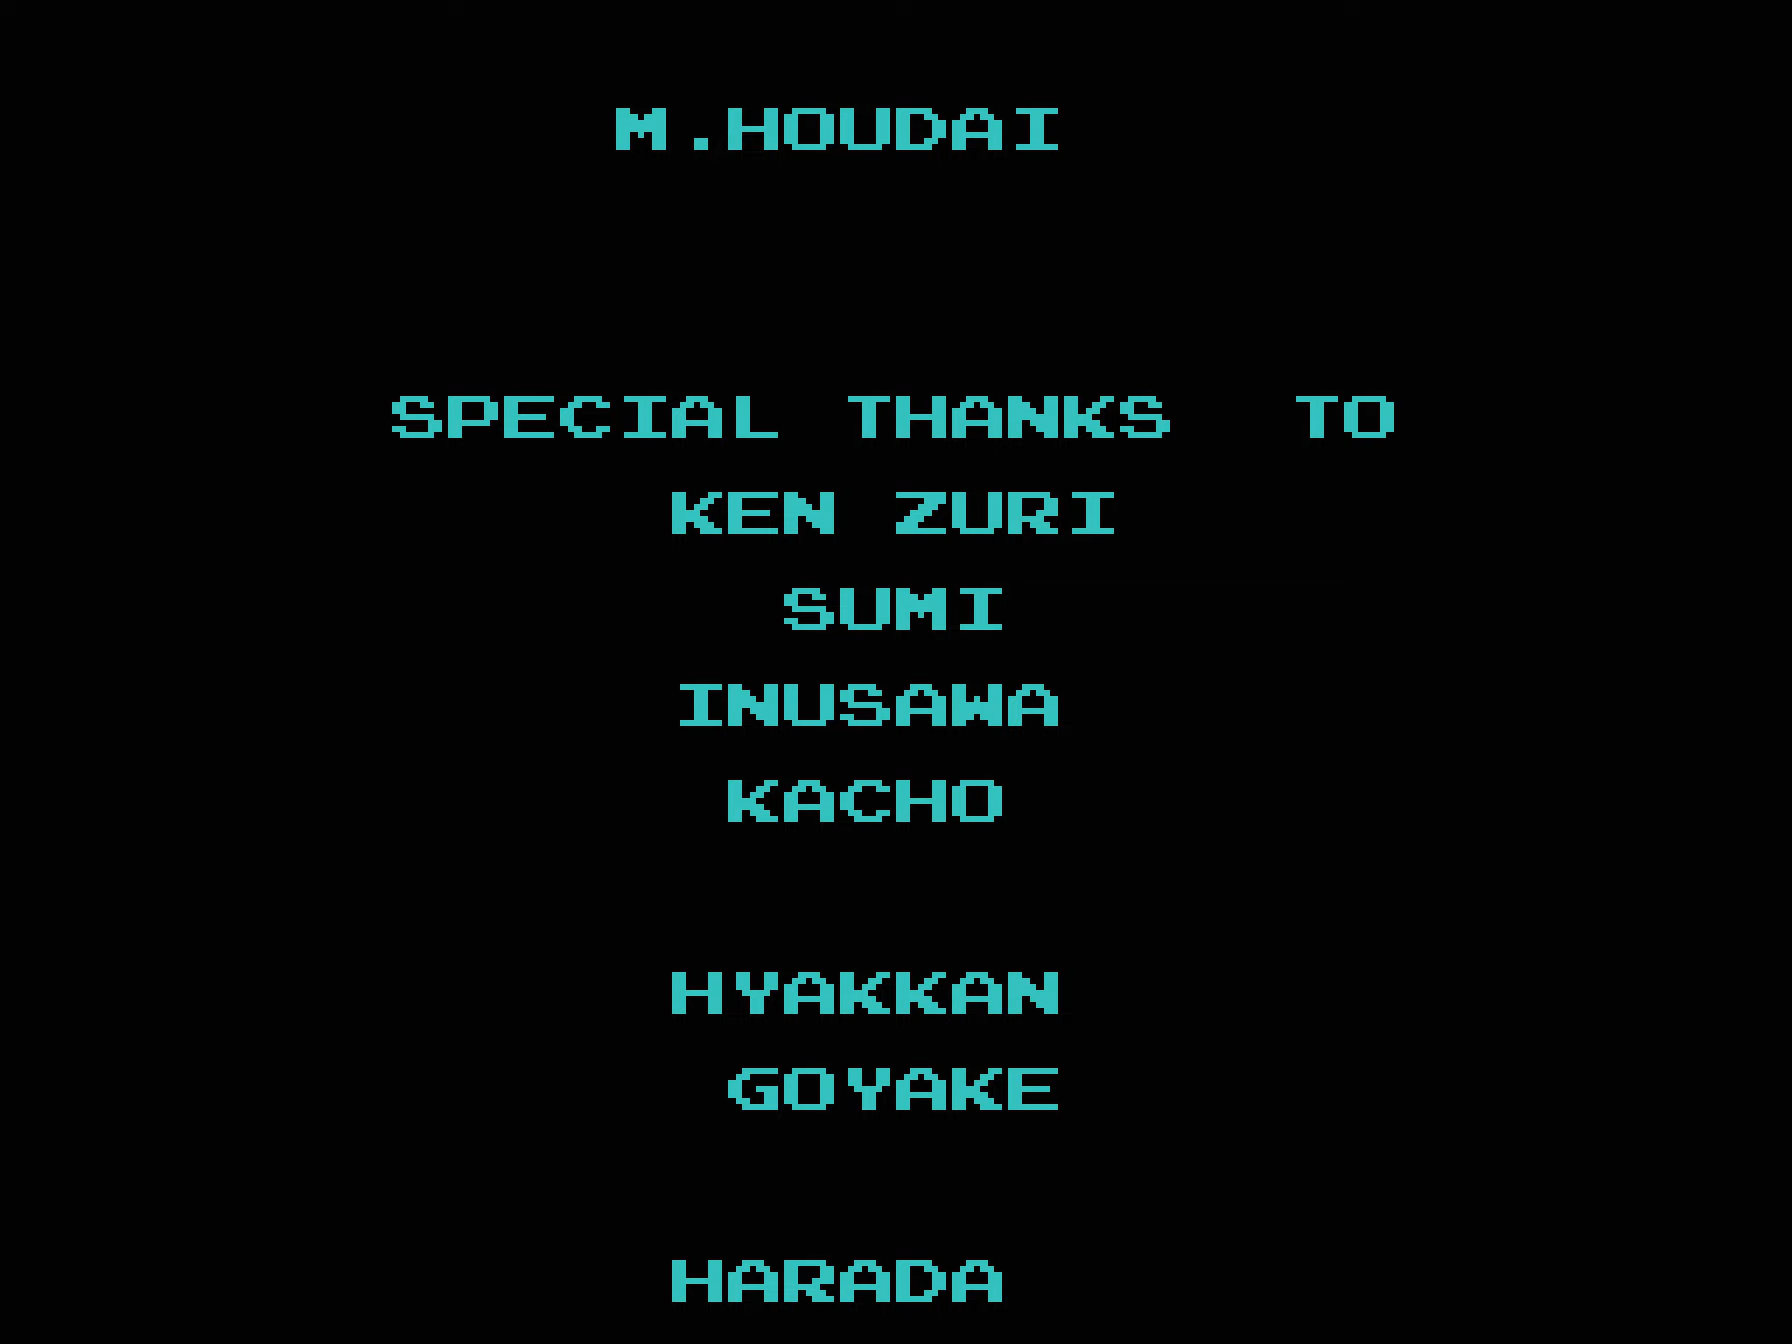 M.HOUDAI
SPECIAL THANKS TO
KEN ZURI
SUMI
INUSAWA
KACHO
HYAKKAN
GOYAKE
HARADA